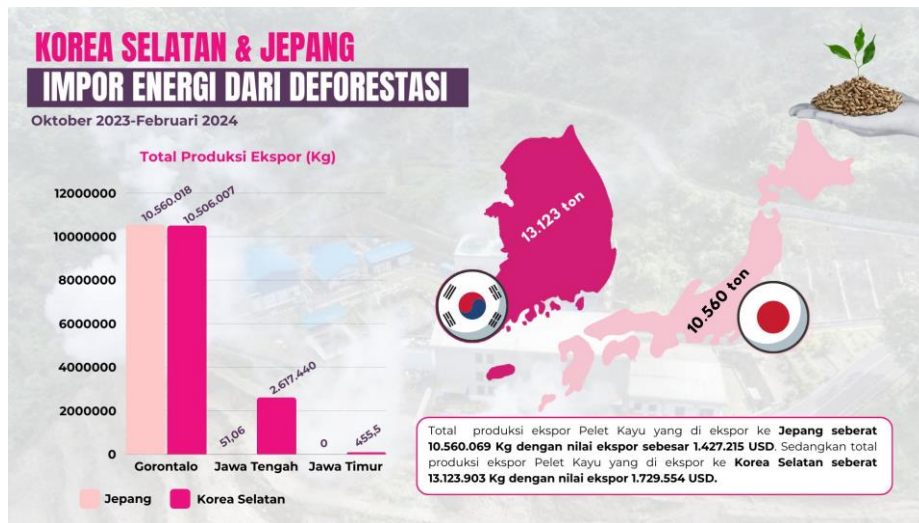 KOREA SELATAN & JEPANG
IMPOR ENERGI DARI DEFORESTASI
Oktober 2023-Februari 2024
Total Produksi Ekspor (Kg)
12000000
10000000
8000000
6000000
4000000
2000000
0
10.560.018
10.506.007
51,06
2.617.440
0
455,5
Gorontalo
Jawa Tengah
Jawa Timur
Jepang
Korea Selatan
13.123 ton
10.560 ton
Total produksi ekspor Pelet Kayu yang di ekspor ke Jepang seberat
10.560.069 Kg dengan nilai ekspor sebesar 1.427.215 USD. Sedangkan total
produksi ekspor Pelet Kayu yang di ekspor ke Korea Selatan seberat
13.123.903 Kg dengan nilai ekspor 1.729.554 USD.